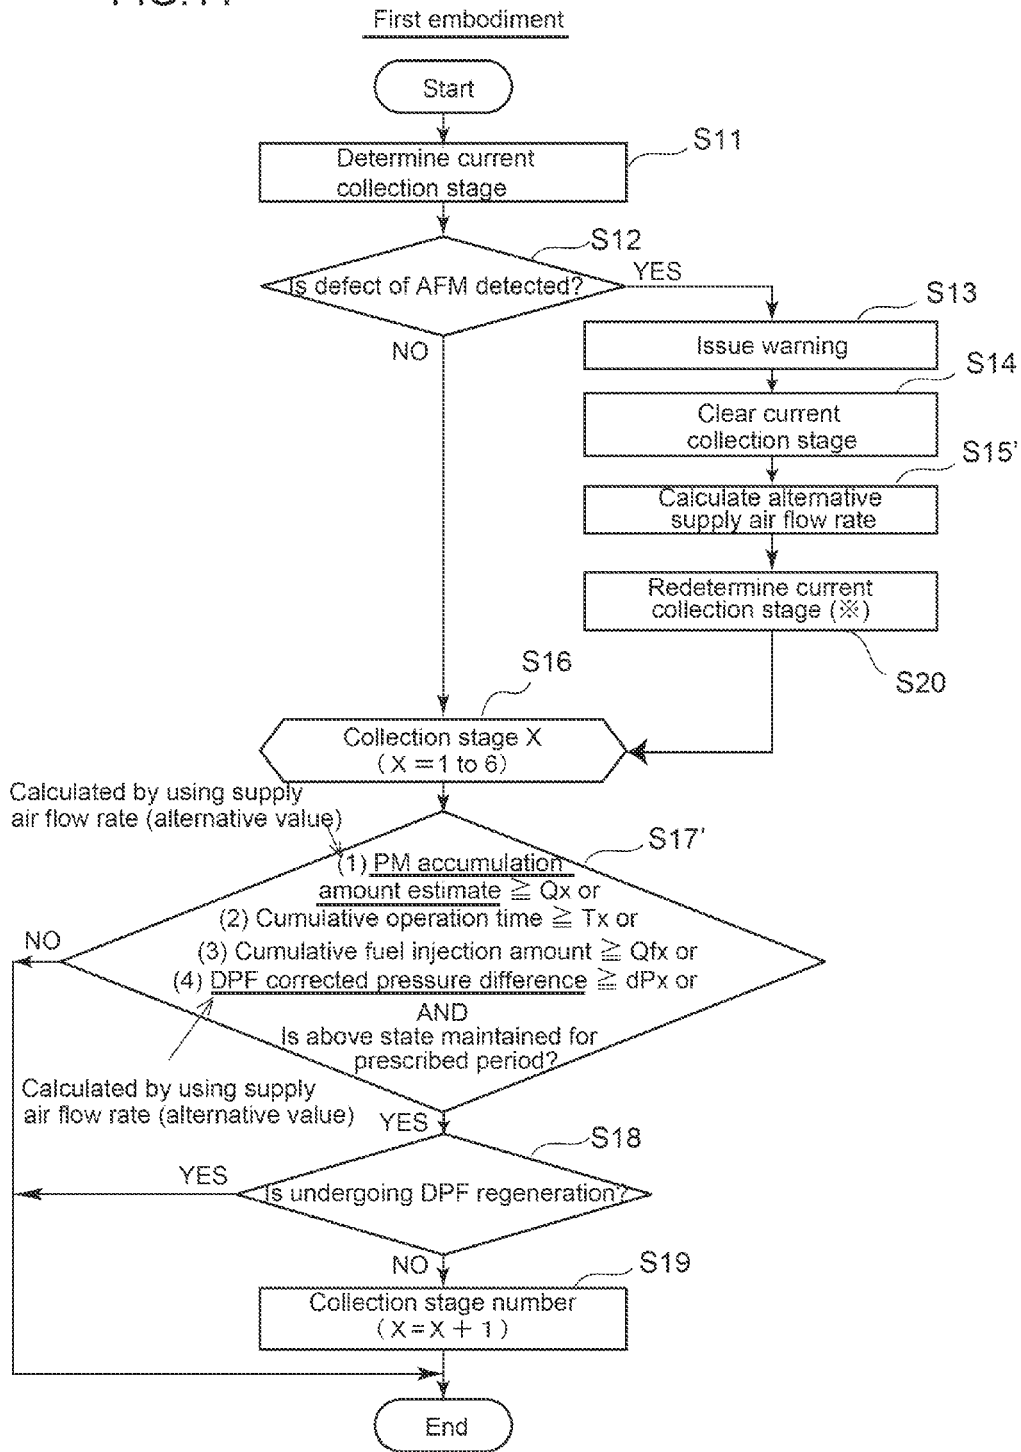 First embodiment
Start
S11
Determine current
collection stage
S12
Is defect of AFM detected?
YES
NO
S13
Issue warning
S14
Clear current
collection stage
S15'
Calculate alternative
supply air flow rate
Redetermine current
collection stage (※)
S20
S16
Collection stage X
( X = 1 to 6)
Calculated by using supply
air flow rate (alternative value)
S17'
(1) PM accumulation
amount estimate ≧ Qx or
(2) Cumulative operation time ≧ Tx or
NO
(3) Cumulative fuel injection amount ≧ Qfx or
(4) DPF corrected pressure difference ≧ dPx or
AND
Is above state maintained for
prescribed period?
Calculated by using supply
air flow rate (alternative value)
YES
S18
YES
Is undergoing DPF regeneration?
NO
S19
Collection stage number
( X = X + 1 )
End